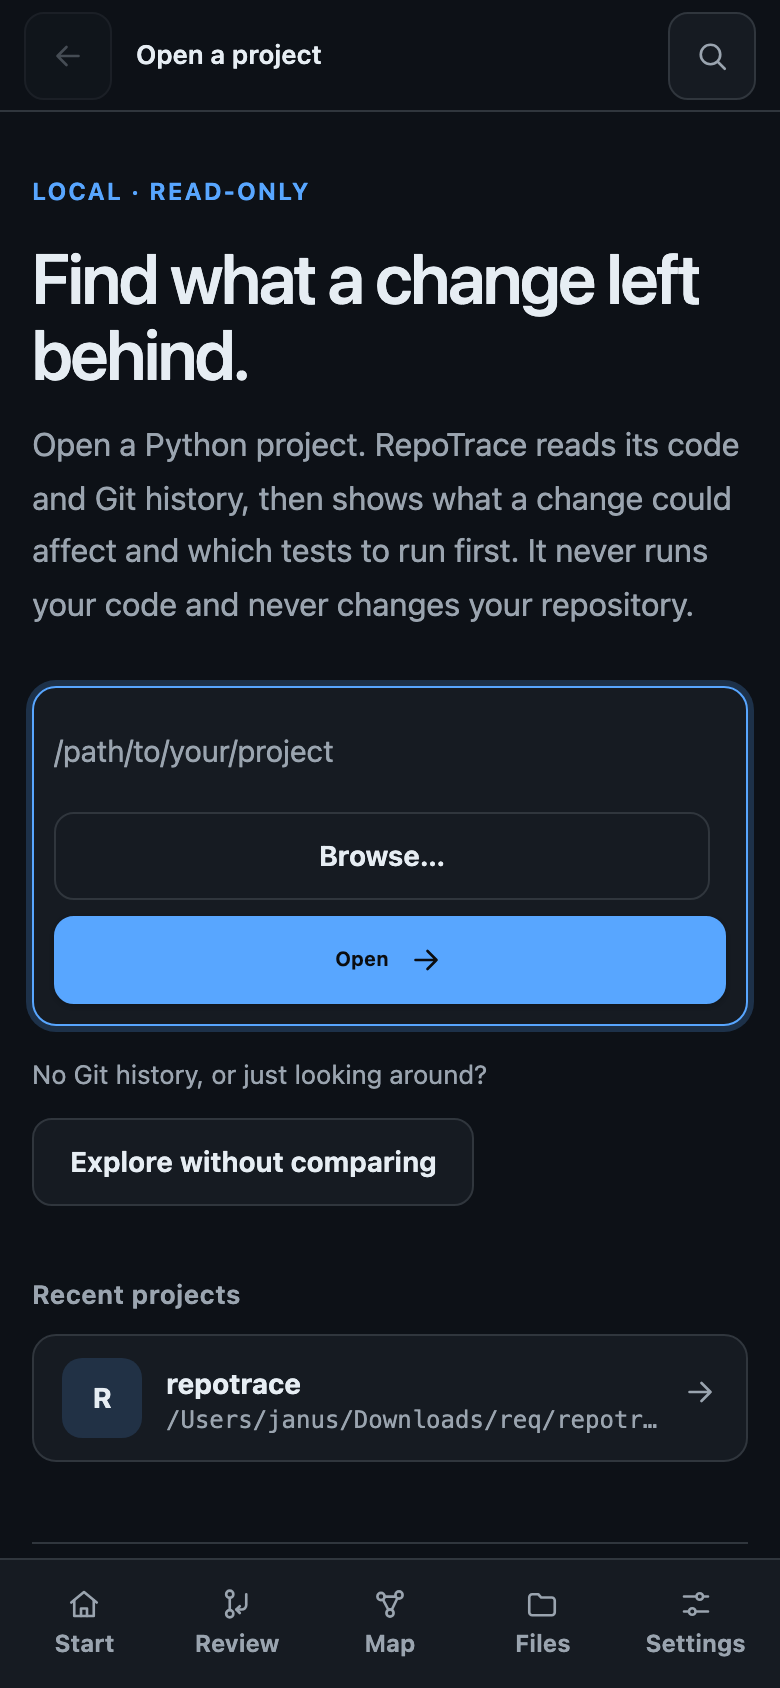 Open a project
LOCAL · READ-ONLY
Find what a change left
behind.
Open a Python project. RepoTrace reads its code
and Git history, then shows what a change could
affect and which tests to run first. It never runs
your code and never changes your repository.
/path/to/your/project
Browse...
Open
No Git history, or just looking around?
Explore without comparing
Recent projects
R
repotrace
/Users/janus/Downloads/req/repotr…
Start
Review
Map
Files
Settings